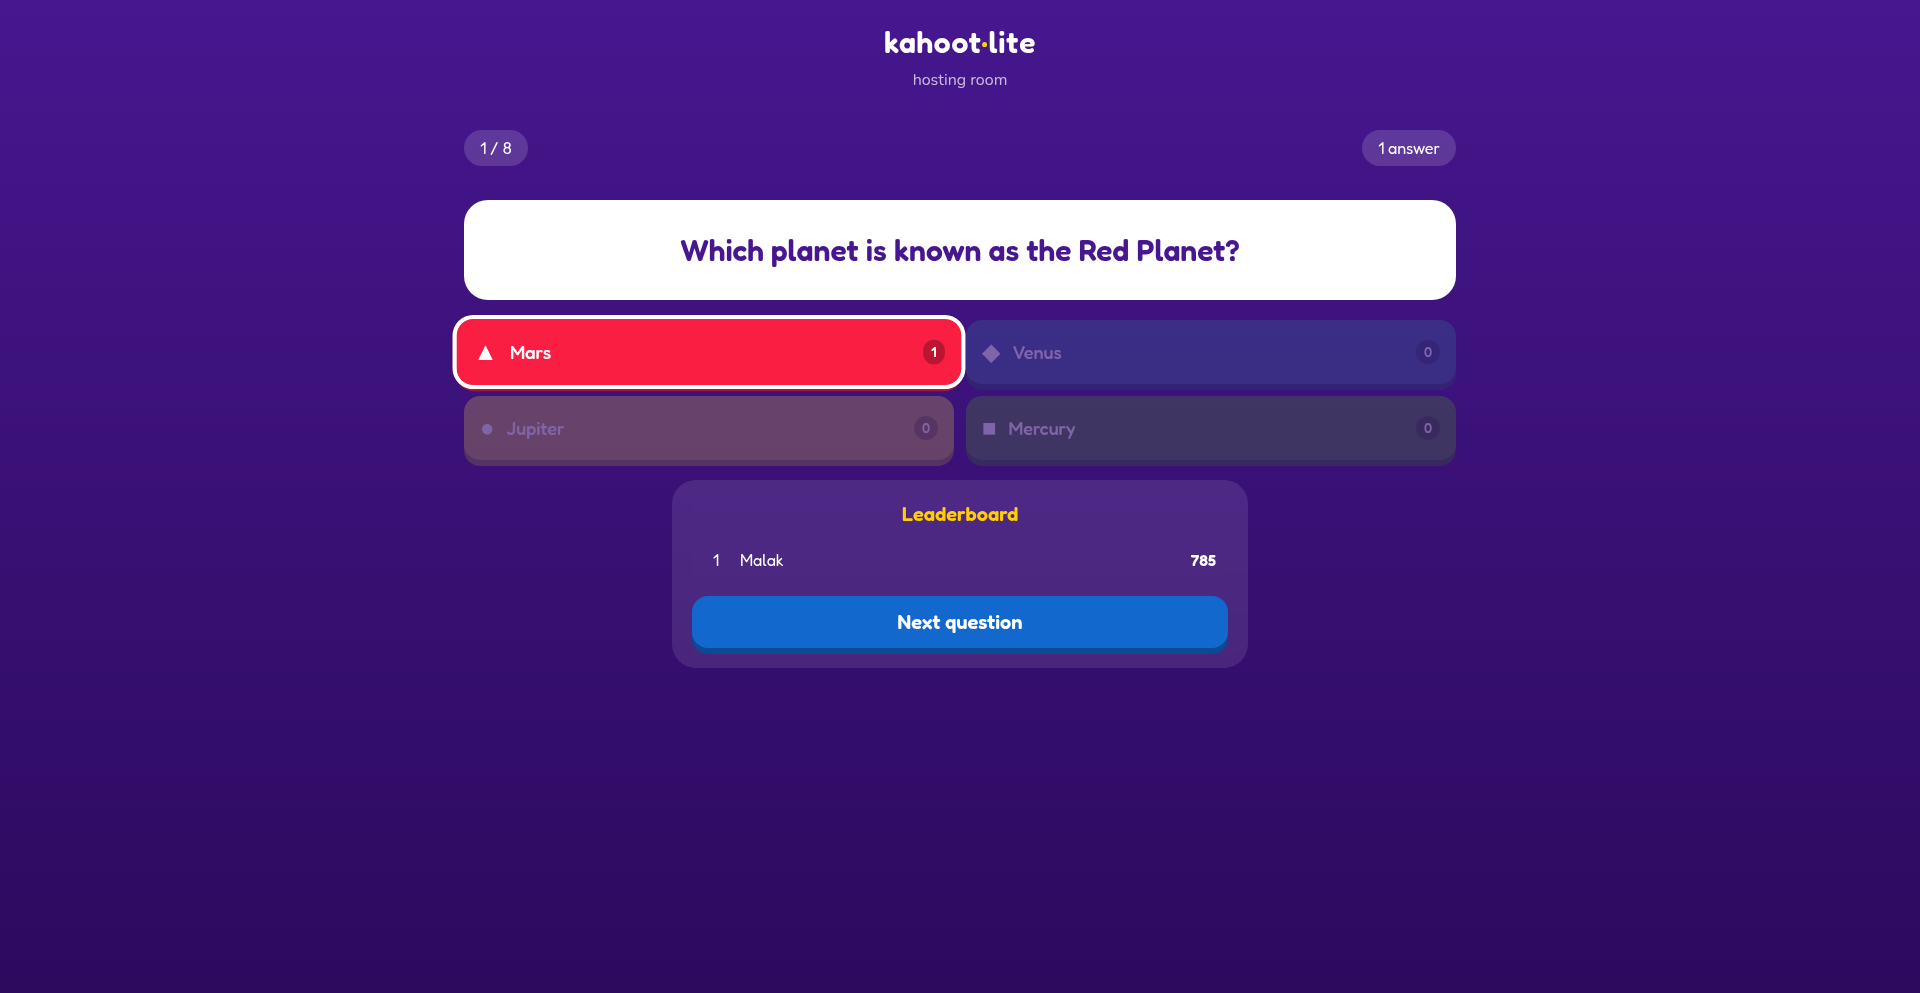 kahoot·lite
hosting room
1 / 8
1 answer
Which planet is known as the Red Planet?
Mars 1
Venus 0
Jupiter 0
Mercury 0
Leaderboard
1 Malak 785
Next question